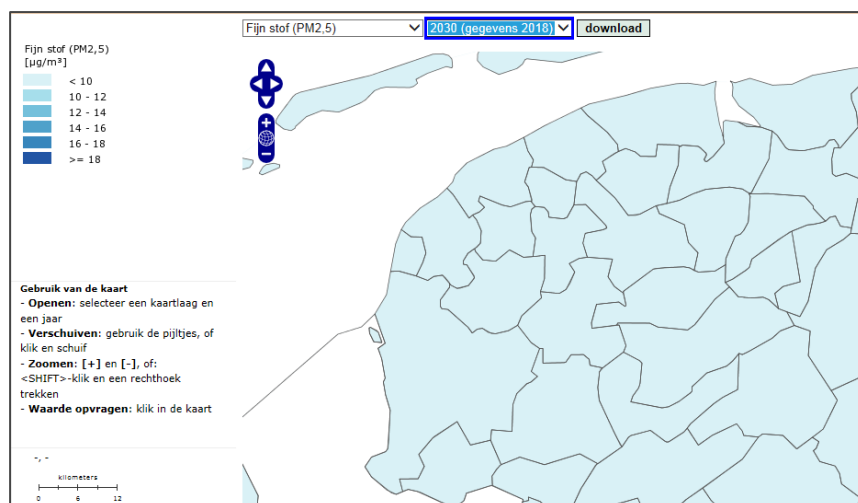 Fijn stof (PM2,5)
2030 (gegevens 2018)
download
Fijn stof (PM2,5)
[µg/m³]
< 10
10 - 12
12 - 14
14 - 16
16 - 18
>= 18
Gebruik van de kaart
- Openen: selecteer een kaartlaag en
een jaar
- Verschuiven: gebruik de pijltjes, of
klik en schuif
- Zoomen: [+] en [-], of:
<SHIFT>-klik en een rechthoek
trekken
- Waarde opvragen: klik in de kaart
-, -
kilometers
0 6 12